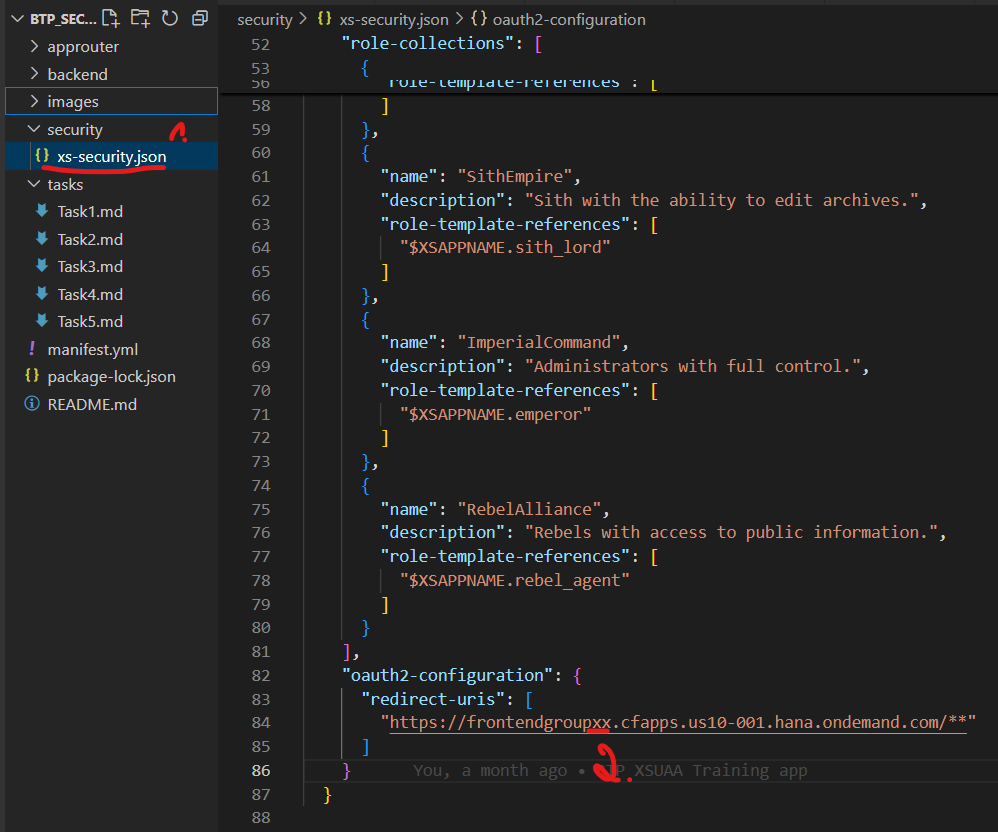 BTP_SEC...
approuter
backend
images
security
1.
{} xs-security.json
tasks
Task1.md
Task2.md
Task3.md
Task4.md
Task5.md
! manifest.yml
{} package-lock.json
README.md
security > {} xs-security.json > {} oauth2-configuration
52 "role-collections": [
53 {
56 "role-template-references": [
58 ]
59 },
60 {
61 "name": "SithEmpire",
62 "description": "Sith with the ability to edit archives.",
63 "role-template-references": [
64 "$XSAPPNAME.sith_lord"
65 ]
66 },
67 {
68 "name": "ImperialCommand",
69 "description": "Administrators with full control.",
70 "role-template-references": [
71 "$XSAPPNAME.emperor"
72 ]
73 },
74 {
75 "name": "RebelAlliance",
76 "description": "Rebels with access to public information.",
77 "role-template-references": [
78 "$XSAPPNAME.rebel_agent"
79 ]
80 }
81 ],
82 "oauth2-configuration": {
83 "redirect-uris": [
84 "https://frontendgroupxx.cfapps.us10-001.hana.ondemand.com/**"
85 ]
86 } You, a month ago • BTP XSUAA Training app
2.
87 }
88